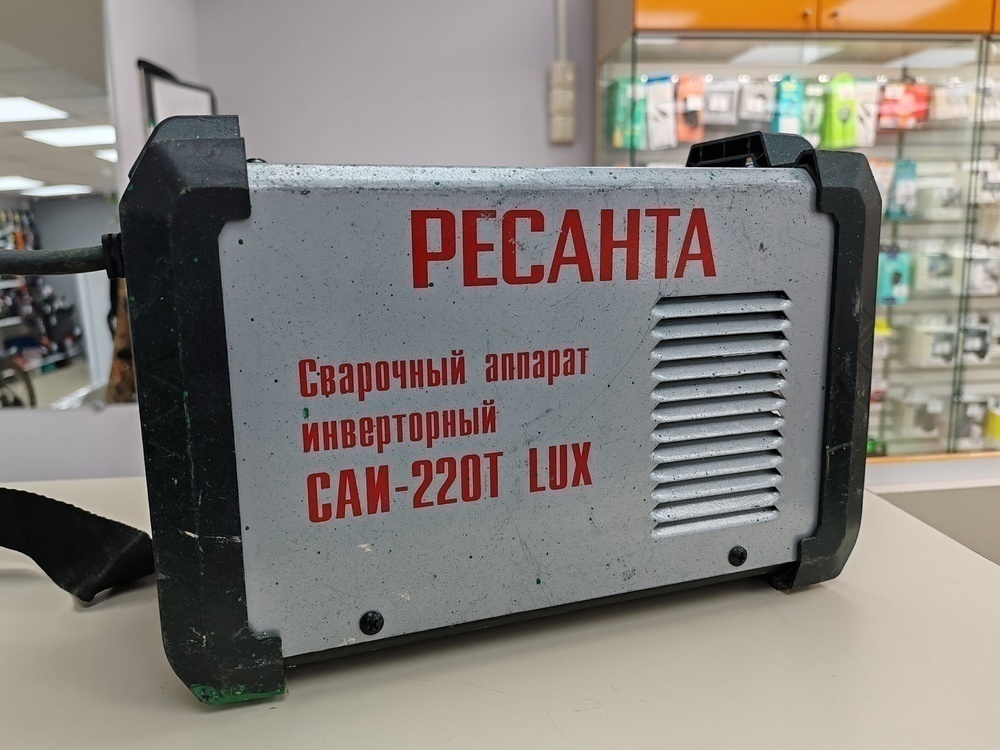 РЕСАНТА
Сварочный аппарат
инверторный
САИ-220Т LUX